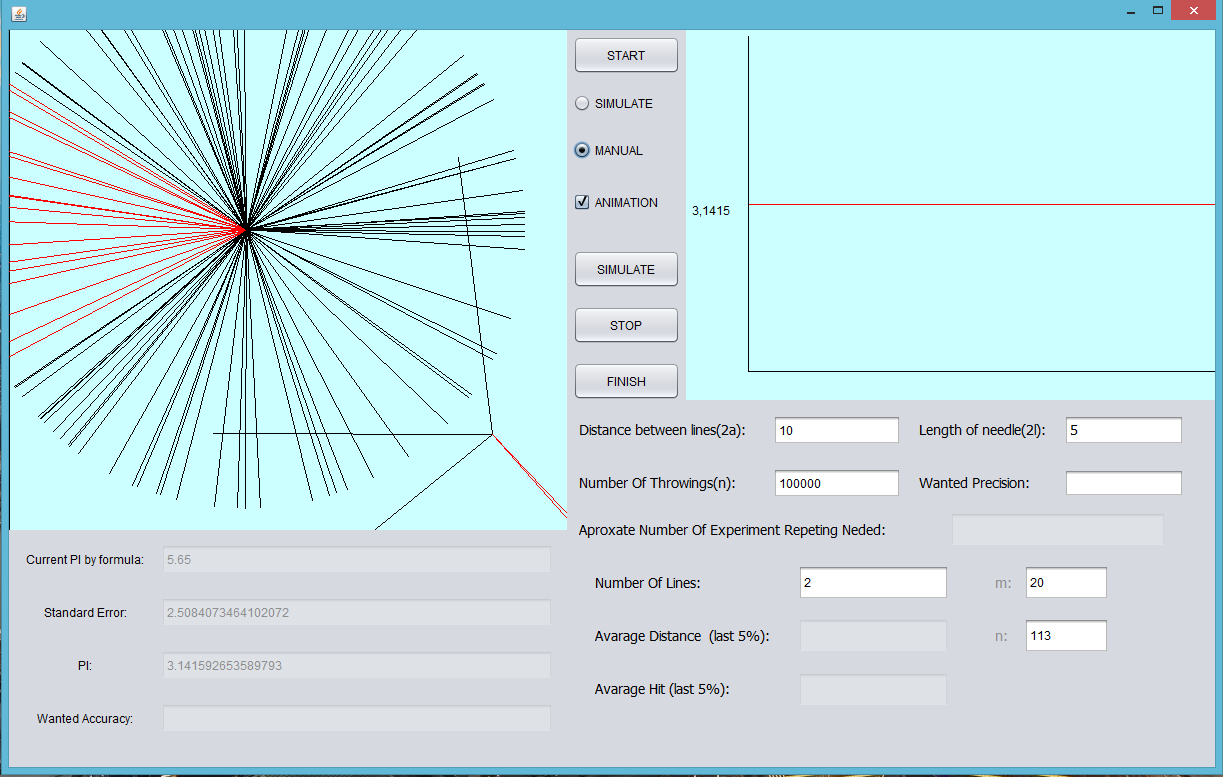 START
SIMULATE
MANUAL
ANIMATION
SIMULATE
STOP
FINISH
3,1415
Distance between lines(2a): 10 Length of needle(2l): 5
Number Of Throwings(n): 100000 Wanted Precision:
Aproxate Number Of Experiment Repeting Neded:
Number Of Lines: 2 m: 20
Avarage Distance (last 5%): n: 113
Avarage Hit (last 5%):
Current PI by formula: 5.65
Standard Error: 2.5084073464102072
PI: 3.141592653589793
Wanted Accuracy: